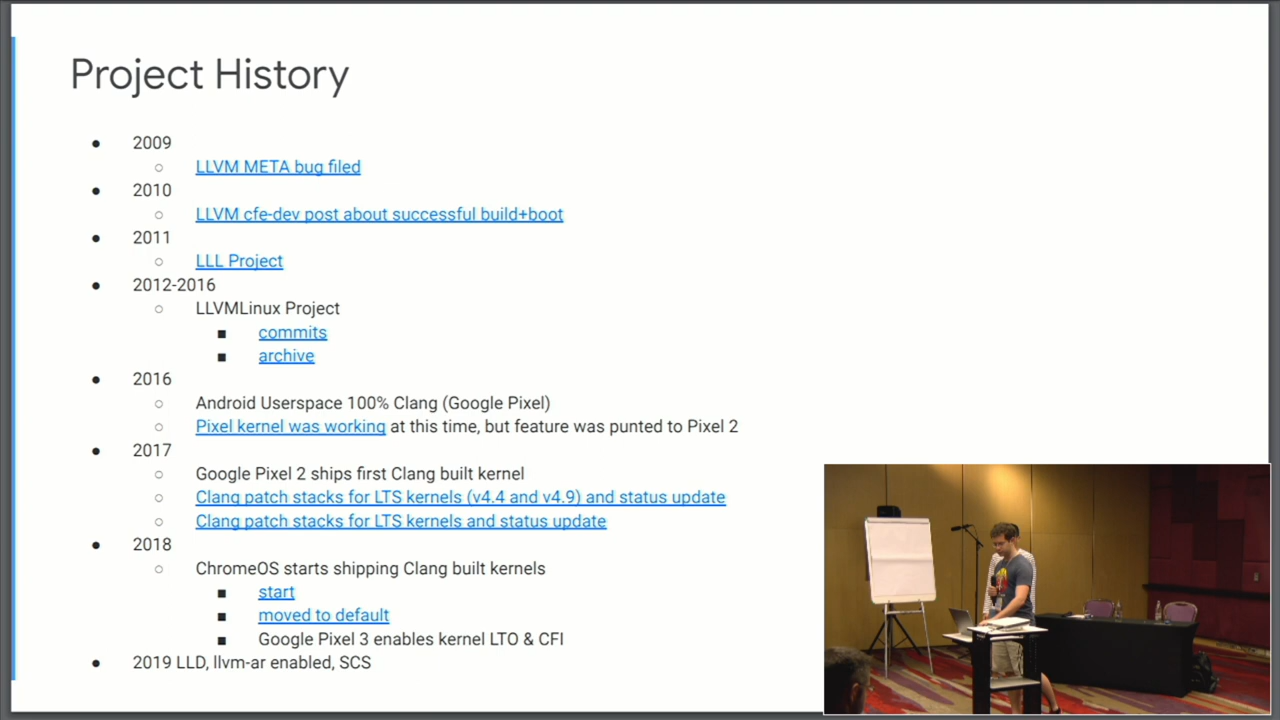 Project History
● 2009
○ LLVM META bug filed
● 2010
○ LLVM cfe-dev post about successful build+boot
● 2011
○ LLL Project
● 2012-2016
○ LLVMLinux Project
■ commits
■ archive
● 2016
○ Android Userspace 100% Clang (Google Pixel)
○ Pixel kernel was working at this time, but feature was punted to Pixel 2
● 2017
○ Google Pixel 2 ships first Clang built kernel
○ Clang patch stacks for LTS kernels (v4.4 and v4.9) and status update
○ Clang patch stacks for LTS kernels and status update
● 2018
○ ChromeOS starts shipping Clang built kernels
■ start
■ moved to default
■ Google Pixel 3 enables kernel LTO & CFI
● 2019 LLD, llvm-ar enabled, SCS